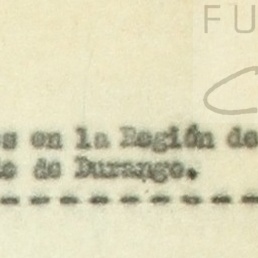 FU
s en la Región de
de Durango.